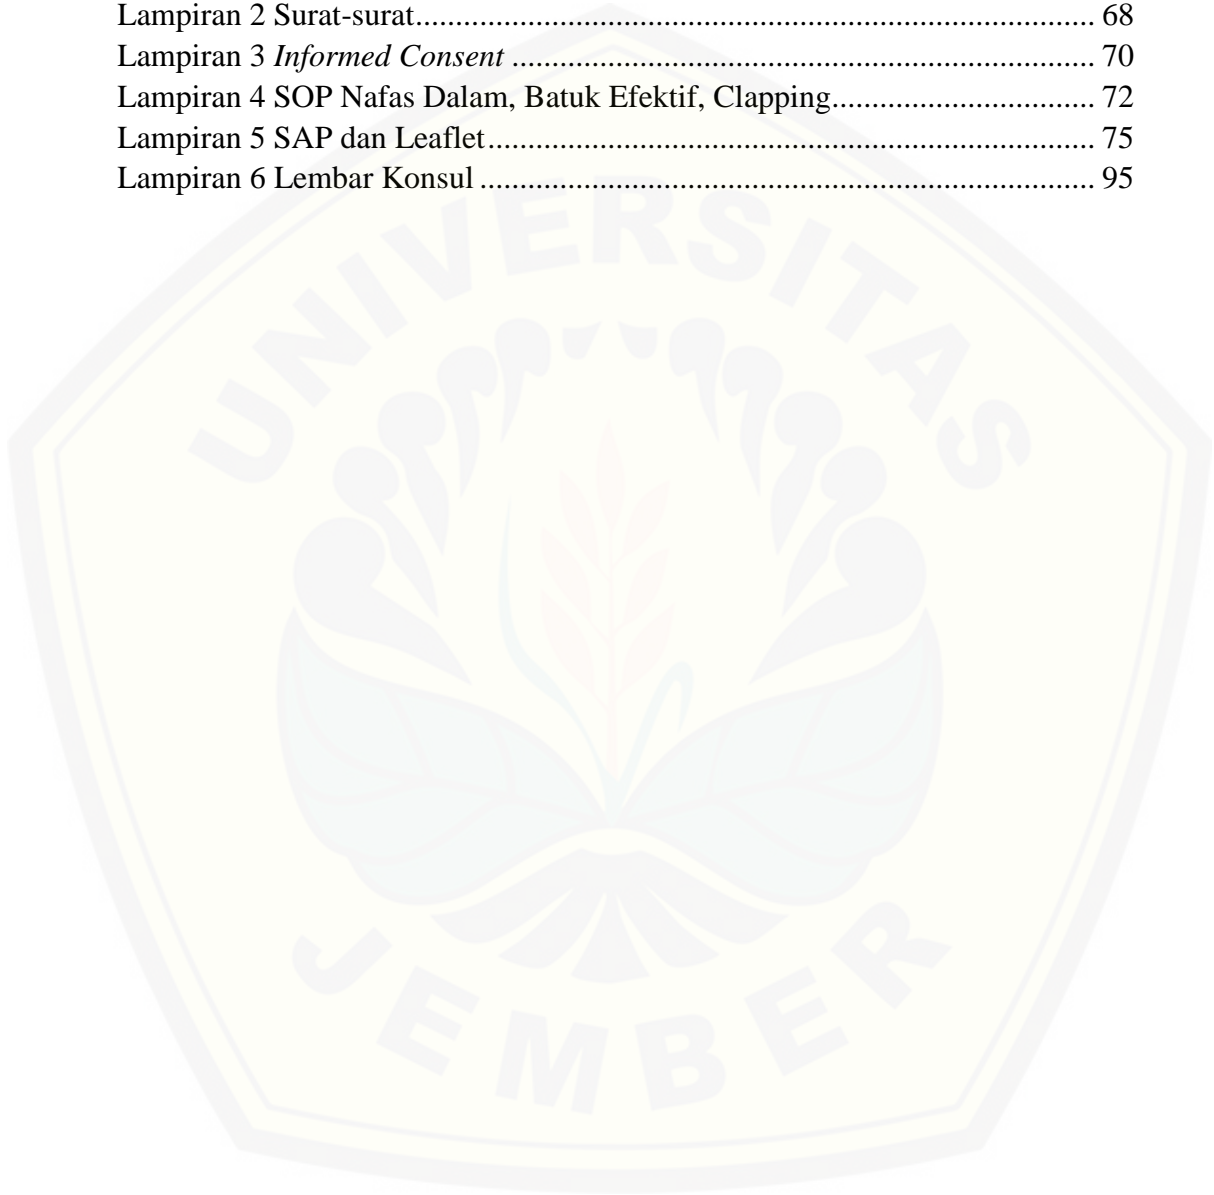 Lampiran 2 Surat-surat..................................................................................... 68
Lampiran 3 Informed Consent ......................................................................... 70
Lampiran 4 SOP Nafas Dalam, Batuk Efektif, Clapping................................. 72
Lampiran 5 SAP dan Leaflet............................................................................ 75
Lampiran 6 Lembar Konsul ............................................................................. 95
UNIVERSITAS
JEMBER